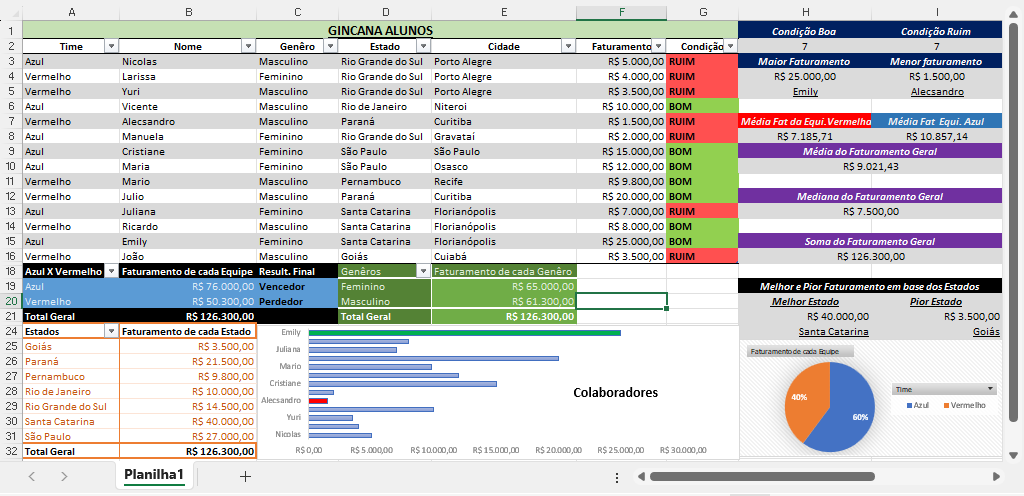 A B C D E F G H I
1 GINCANA ALUNOS Condição Boa Condição Ruim
2 Time Nome Genêro Estado Cidade Faturamento Condição 7 7
3 Azul Nicolas Masculino Rio Grande do Sul Porto Alegre R$ 5.000,00 RUIM Maior Faturamento Menor faturamento
4 Vermelho Larissa Feminino Rio Grande do Sul Porto Alegre R$ 4.000,00 RUIM R$ 25.000,00 R$ 1.500,00
5 Vermelho Yuri Masculino Rio Grande do Sul Porto Alegre R$ 3.500,00 RUIM Emily Alecsandro
6 Azul Vicente Masculino Rio de Janeiro Niteroi R$ 10.000,00 BOM
7 Vermelho Alecsandro Masculino Paraná Curitiba R$ 1.500,00 RUIM Média Fat da Equi.Vermelha Média Fat Equi. Azul
8 Azul Manuela Feminino Rio Grande do Sul Gravataí R$ 2.000,00 RUIM R$ 7.185,71 R$ 10.857,14
9 Azul Cristiane Feminino São Paulo São Paulo R$ 15.000,00 BOM Média do Faturamento Geral
10 Azul Maria Feminino São Paulo Osasco R$ 12.000,00 BOM R$ 9.021,43
11 Vermelho Mario Masculino Pernambuco Recife R$ 9.800,00 BOM
12 Vermelho Julio Masculino Paraná Curitiba R$ 20.000,00 BOM Mediana do Faturamento Geral
13 Azul Juliana Feminino Santa Catarina Florianópolis R$ 7.000,00 RUIM R$ 7.500,00
14 Vermelho Ricardo Masculino Santa Catarina Florianópolis R$ 8.000,00 BOM
15 Azul Emily Feminino Santa Catarina Florianópolis R$ 25.000,00 BOM Soma do Faturamento Geral
16 Vermelho João Masculino Goiás Cuiabá R$ 3.500,00 RUIM R$ 126.300,00
18 Azul X Vermelho Faturamento de cada Equipe Result. Final Genêros Faturamento de cada Genêro
19 Azul R$ 76.000,00 Vencedor Feminino R$ 65.000,00 Melhor e Pior Faturamento em base dos Estados
20 Vermelho R$ 50.300,00 Perdedor Masculino R$ 61.300,00 Melhor Estado Pior Estado
21 Total Geral R$ 126.300,00 Total Geral R$ 126.300,00 R$ 40.000,00 R$ 3.500,00
24 Estados Faturamento de cada Estado Santa Catarina Goiás
25 Goiás R$ 3.500,00
26 Paraná R$ 21.500,00
27 Pernambuco R$ 9.800,00
28 Rio de Janeiro R$ 10.000,00
29 Rio Grande do Sul R$ 14.500,00
30 Santa Catarina R$ 40.000,00
31 São Paulo R$ 27.000,00
32 Total Geral R$ 126.300,00
Emily
Juliana
Mario
Cristiane
Alecsandro
Yuri
Nicolas
Colaboradores
R$ 0,00 R$ 5.000,00 R$ 10.000,00 R$ 15.000,00 R$ 20.000,00 R$ 25.000,00 R$ 30.000,00
Faturamento de cada Equipe
40%
60%
Time
Azul Vermelho
Planilha1